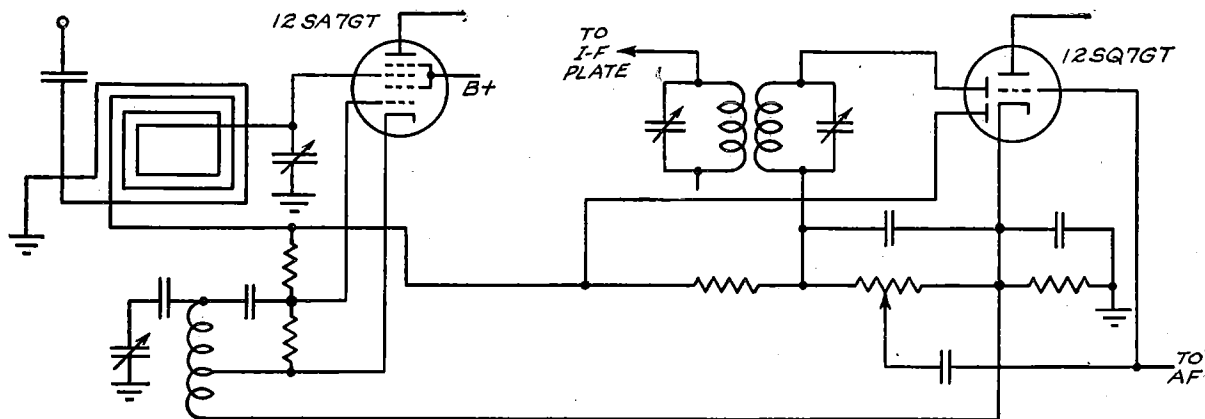 12SA7GT
B+
TO
I-F
PLATE
12SQ7GT
TO
AF